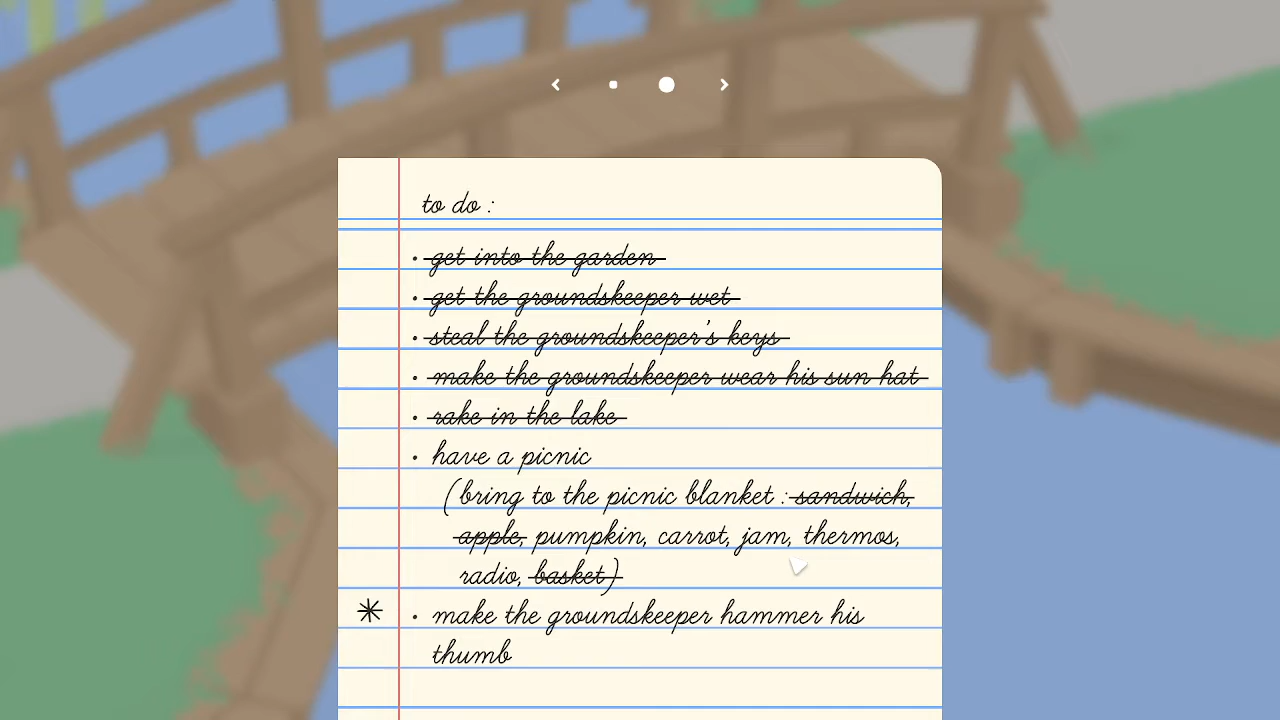 to do :
• get into the garden
• get the groundskeeper wet
• steal the groundskeeper's keys
• make the groundskeeper wear his sun hat
• rake in the lake
• have a picnic
(bring to the picnic blanket : sandwich,
apple, pumpkin, carrot, jam, thermos,
radio, basket)
• make the groundskeeper hammer his
thumb